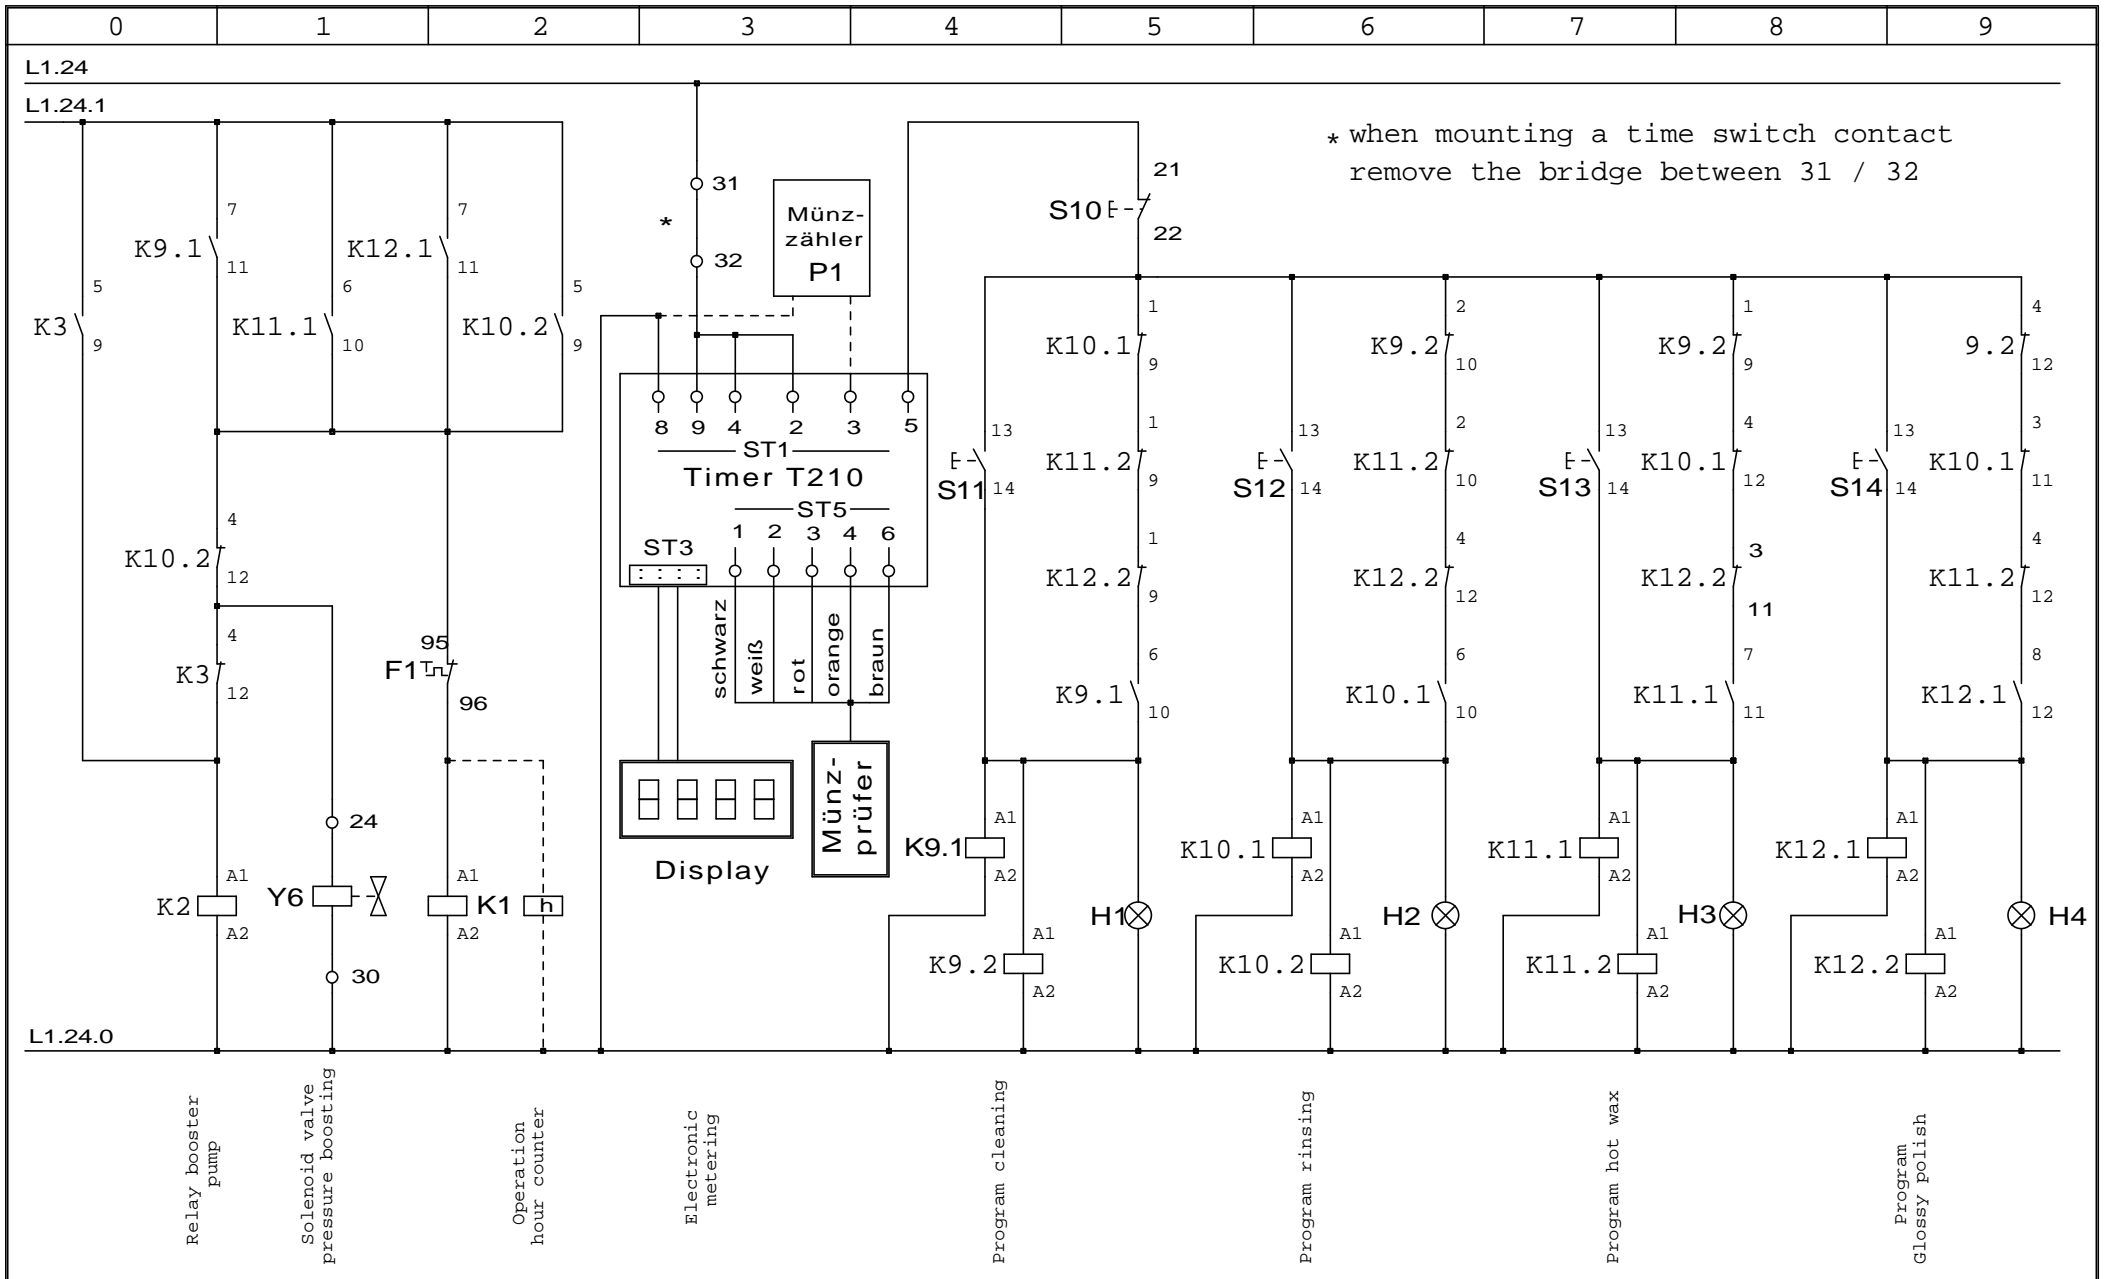 0 1 2 3 4 5 6 7 8 9
L1.24
L1.24.1
* when mounting a time switch contact
remove the bridge between 31 / 32
K3
5
9
K9.1
7
11
K11.1
6
10
K12.1
7
11
K10.2
5
9
K10.2
4
12
K3
4
12
F1
95
96
K2
A1
A2
Y6
24
30
K1
A1
A2
h
31
*
32
Münz-
zähler
P1
8 9 4 2 3 5
ST1
Timer T210
ST5
1 2 3 4 6
ST3
schwarz
weiß
rot
orange
braun
Display
Münz-
prüfer
S10
21
22
S11
13
14
K10.1
1
9
K11.2
1
9
K12.2
1
9
K9.1
6
10
K9.1
A1
A2
K9.2
A1
A2
H1
S12
13
14
K9.2
2
10
K11.2
2
10
K12.2
4
12
K10.1
6
10
K10.1
A1
A2
K10.2
A1
A2
H2
S13
13
14
K9.2
1
9
K10.1
4
12
K12.2
3
11
K11.1
7
11
K11.1
A1
A2
K11.2
A1
A2
H3
S14
13
14
9.2
4
12
K10.1
3
11
K11.2
4
12
K12.1
8
12
K12.1
A1
A2
K12.2
A1
A2
H4
L1.24.0
Relay booster
pump
Solenoid valve
pressure boosting
Operation
hour counter
Electronic
metering
Program cleaning
Program rinsing
Program hot wax
Program
Glossy polish